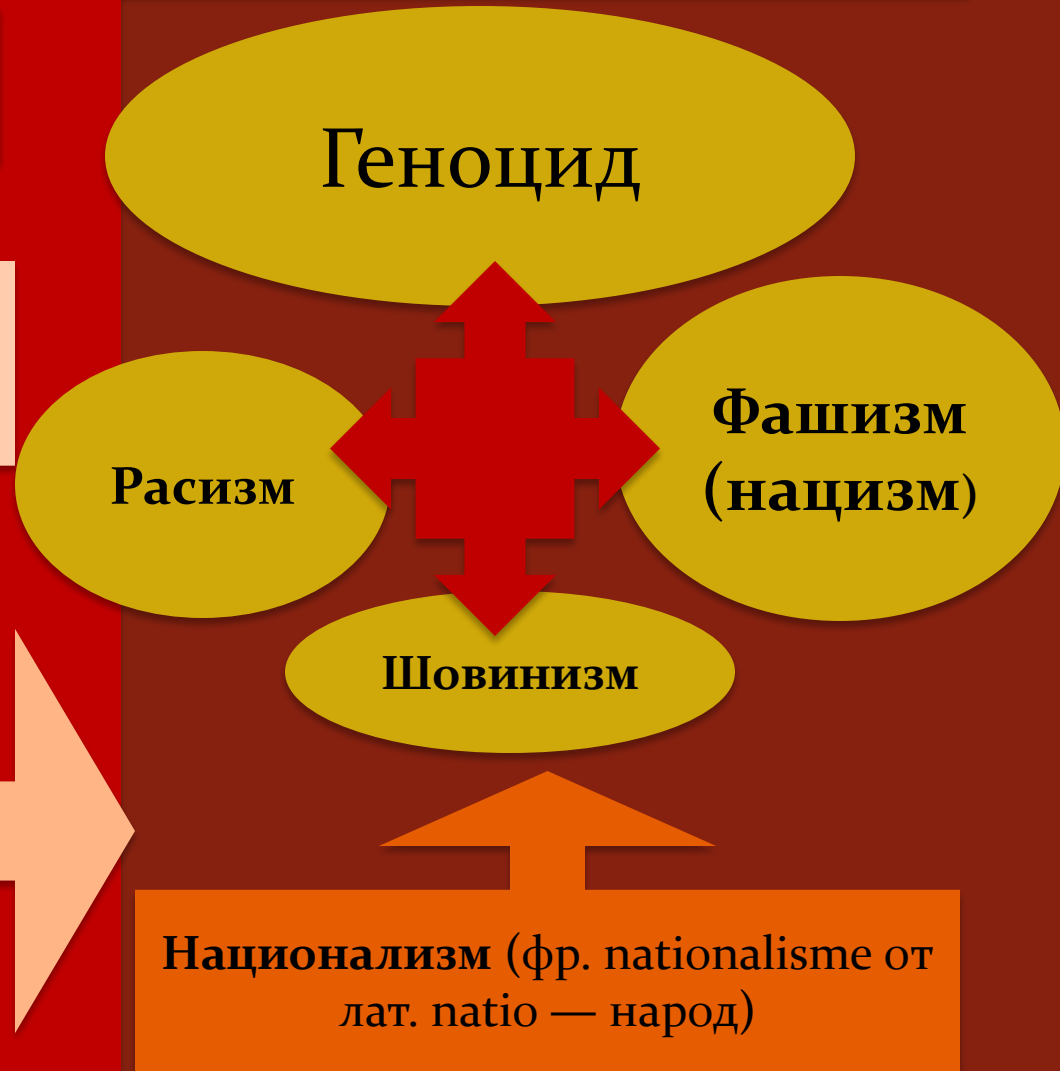 Геноцид
Расизм
Фашизм
(нацизм)
Шовинизм
Национализм (фр. nationalisme от
лат. natio — народ)